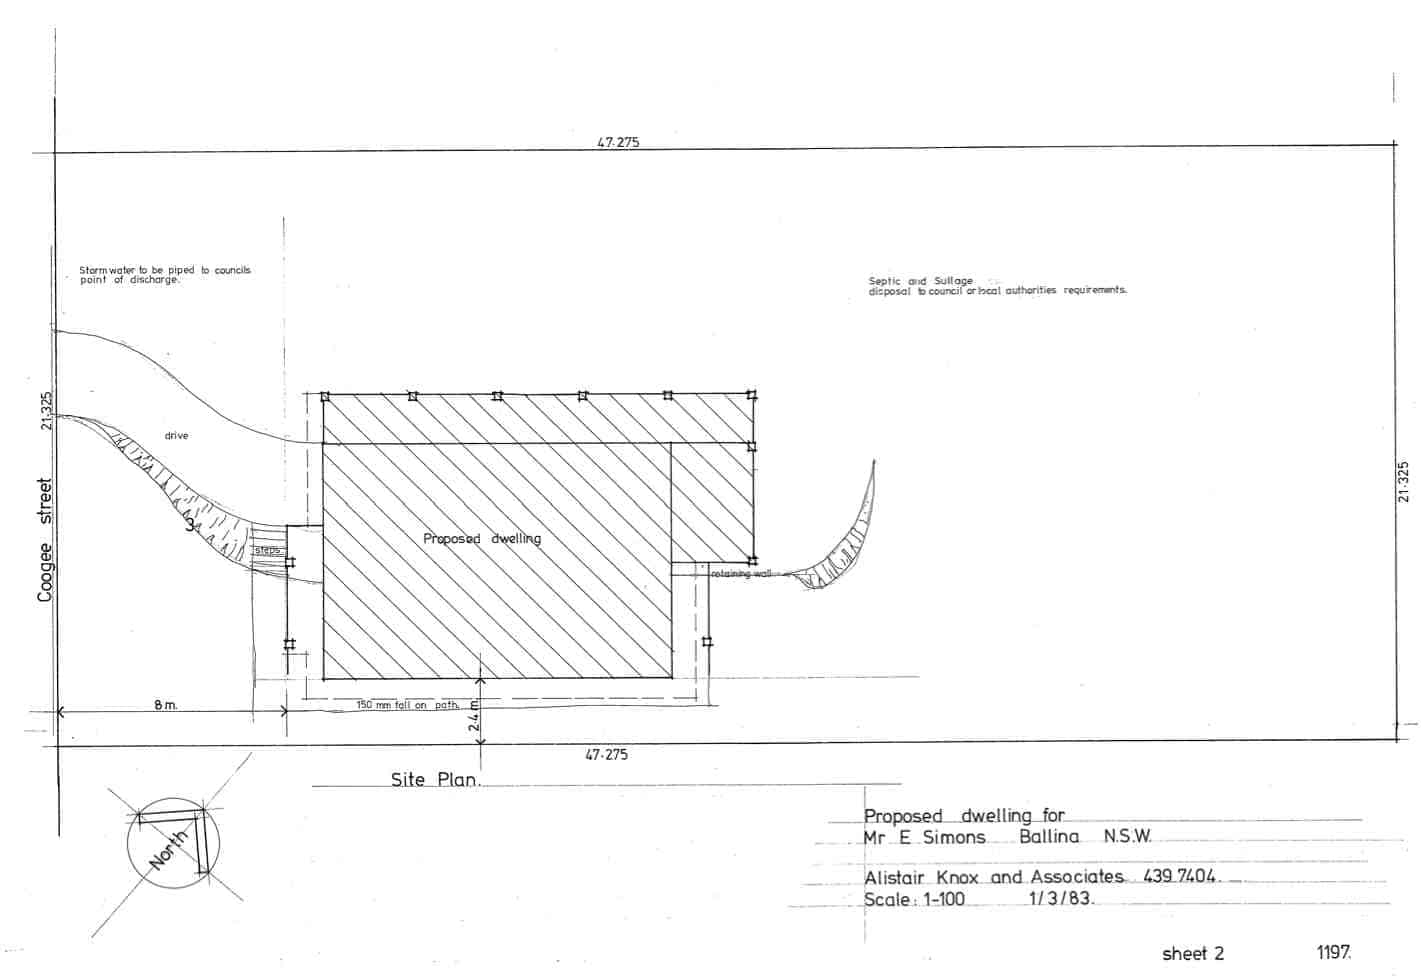 47·275
Stormwater to be piped to councils
point of discharge.
Septic and Sullage
disposal to council or local authorities requirements.
21·325
drive
Coogee street
3
steps.
Proposed dwelling
retaining wall
21·325
8 m.
150 mm fall on path.
2·4 m
47·275
Site Plan.
North
Proposed dwelling for
Mr E Simons Ballina N.S.W.
Alistair Knox and Associates 439.7404.
Scale: 1-100 1/3/83.
sheet 2 1197.